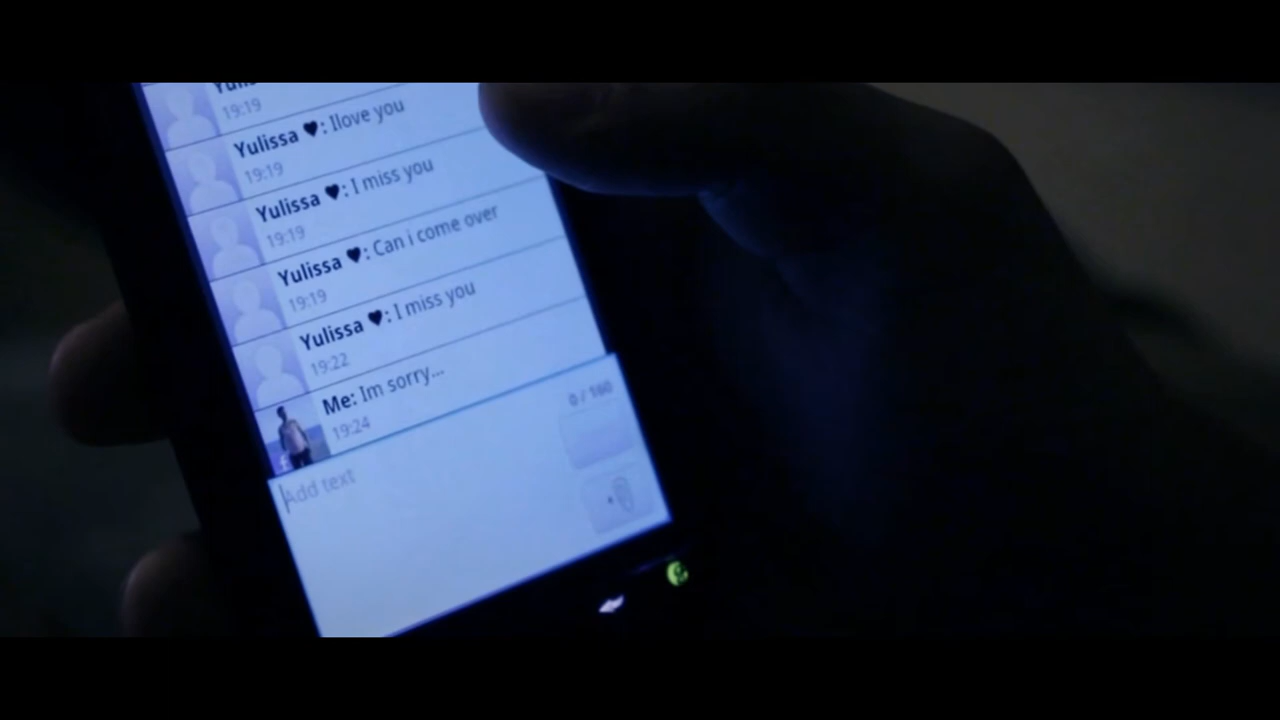 19:19
Yulissa ♥: Ilove you
19:19
Yulissa ♥: I miss you
19:19
Yulissa ♥: Can i come over
19:19
Yulissa ♥: I miss you
19:22
Me: Im sorry...
19:24
0 / 160
Add text